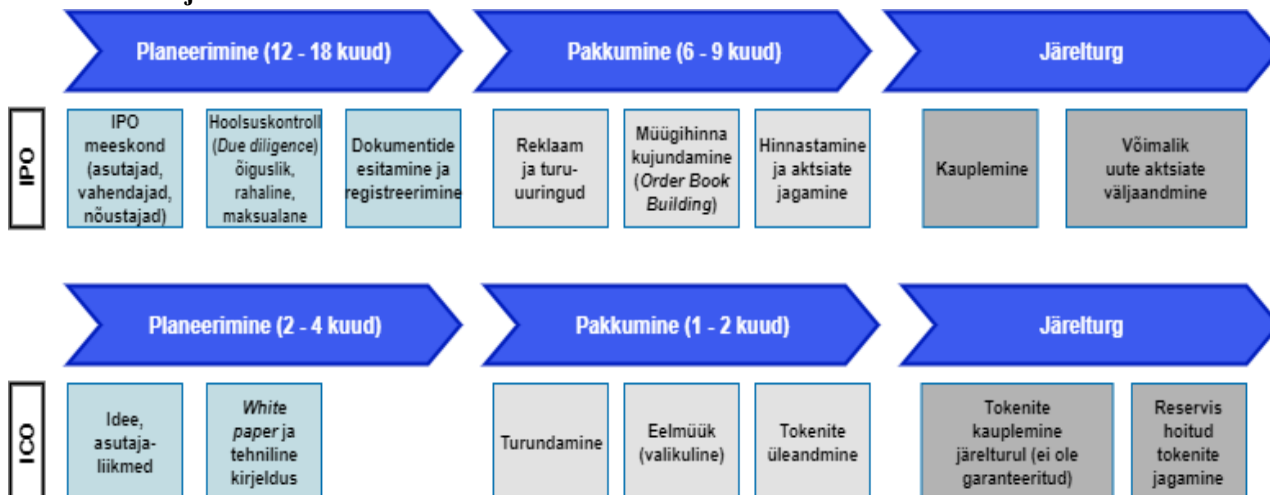 Planeerimine (12 - 18 kuud)
Pakkumine (6 - 9 kuud)
Järelturg
IPO
IPO
meeskond
(asutajad,
vahendajad,
nõustajad)
Hoolsuskontroll
(Due diligence)
õiguslik,
rahaline,
maksualane
Dokumentide
esitamine ja
registreerimine
Reklaam
ja turu-
uuringud
Müügihinna
kujundamine
(Order Book
Building)
Hinnastamine
ja aktsiate
jagamine
Kauplemine
Võimalik
uute aktsiate
väljaandmine
Planeerimine (2 - 4 kuud)
Pakkumine (1 - 2 kuud)
Järelturg
ICO
Idee,
asutaja-
liikmed
White
paper ja
tehniline
kirjeldus
Turundamine
Eelmüük
(valikuline)
Tokenite
üleandmine
Tokenite
kauplemine
järelturul (ei ole
garanteeritud)
Reservis
hoitud
tokenite
jagamine